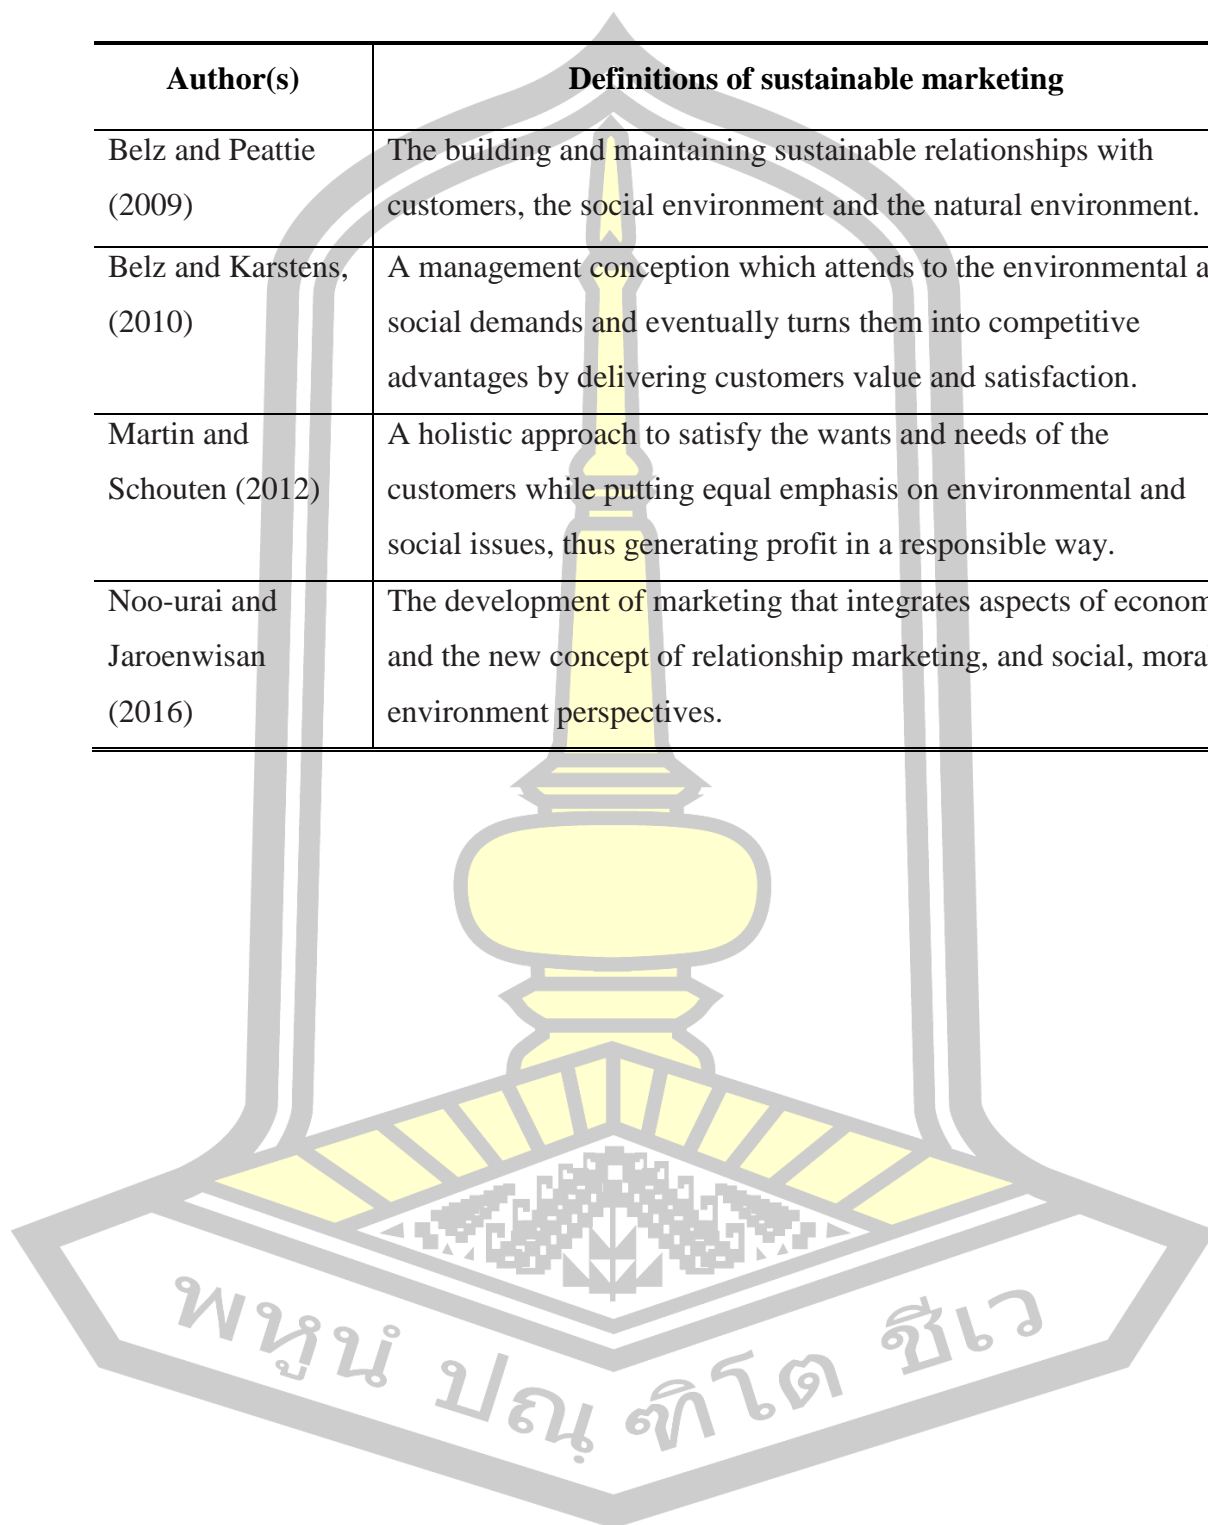 Author(s) Definitions of sustainable marketing
Belz and Peattie
(2009)
The building and maintaining sustainable relationships with
customers, the social environment and the natural environment.
Belz and Karstens,
(2010)
A management conception which attends to the environmental a
social demands and eventually turns them into competitive
advantages by delivering customers value and satisfaction.
Martin and
Schouten (2012)
A holistic approach to satisfy the wants and needs of the
customers while putting equal emphasis on environmental and
social issues, thus generating profit in a responsible way.
Noo-urai and
Jaroenwisan
(2016)
The development of marketing that integrates aspects of econom
and the new concept of relationship marketing, and social, mora
environment perspectives.
พหูนํ ปณฺ ฑิโต ชีเว